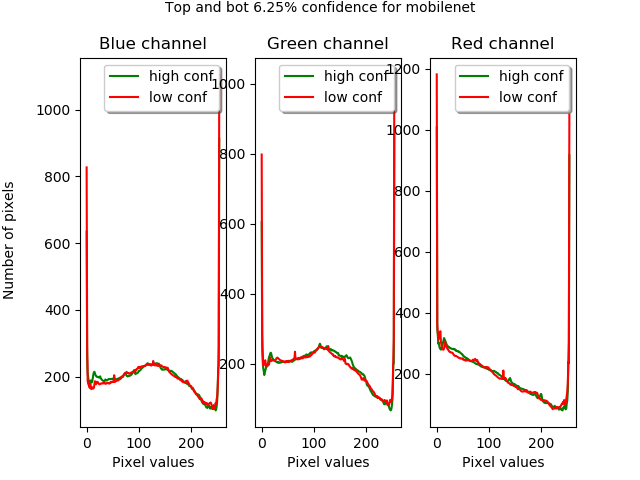 Top and bot 6.25% confidence for mobilenet
Blue channel
Green channel
Red channel
Number of pixels
1000
800
600
400
200
0
100
200
Pixel values
high conf
low conf
1000
800
600
400
200
0
100
200
Pixel values
high conf
low conf
1200
1000
800
600
400
200
0
100
200
Pixel values
high conf
low conf